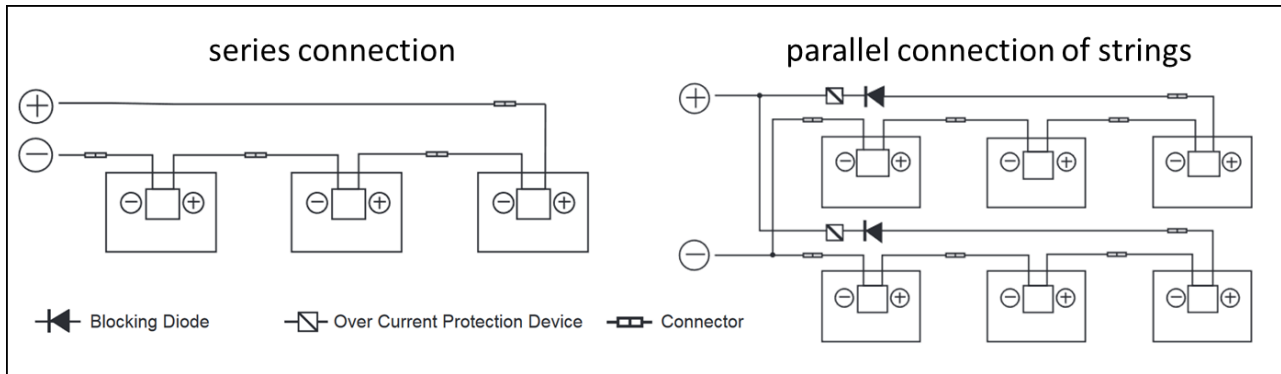 series connection
parallel connection of strings
+
−
− +
− +
− +
+
−
− +
− +
− +
− +
− +
− +
Blocking Diode
Over Current Protection Device
Connector